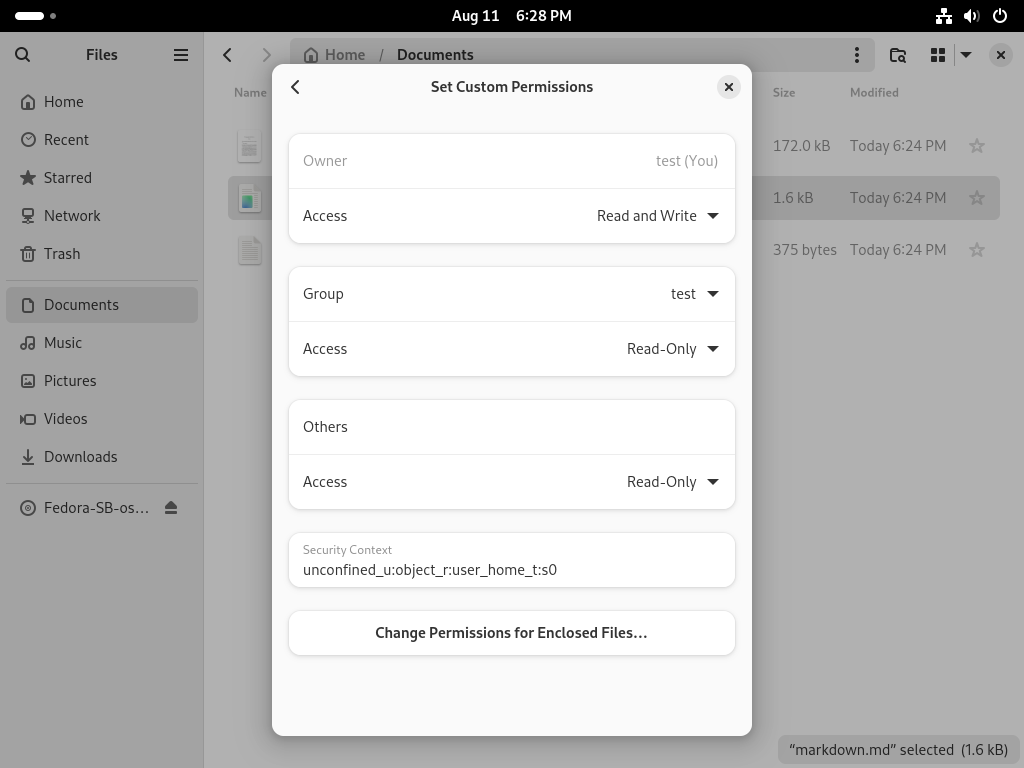 Aug 11 6:28 PM
Files
Home / Documents
Home
Recent
Starred
Network
Trash
Documents
Music
Pictures
Videos
Downloads
Fedora-SB-os…
Name
Size Modified
172.0 kB Today 6:24 PM
1.6 kB Today 6:24 PM
375 bytes Today 6:24 PM
Set Custom Permissions
Owner test (You)
Access Read and Write
Group test
Access Read-Only
Others
Access Read-Only
Security Context
unconfined_u:object_r:user_home_t:s0
Change Permissions for Enclosed Files…
“markdown.md” selected (1.6 kB)